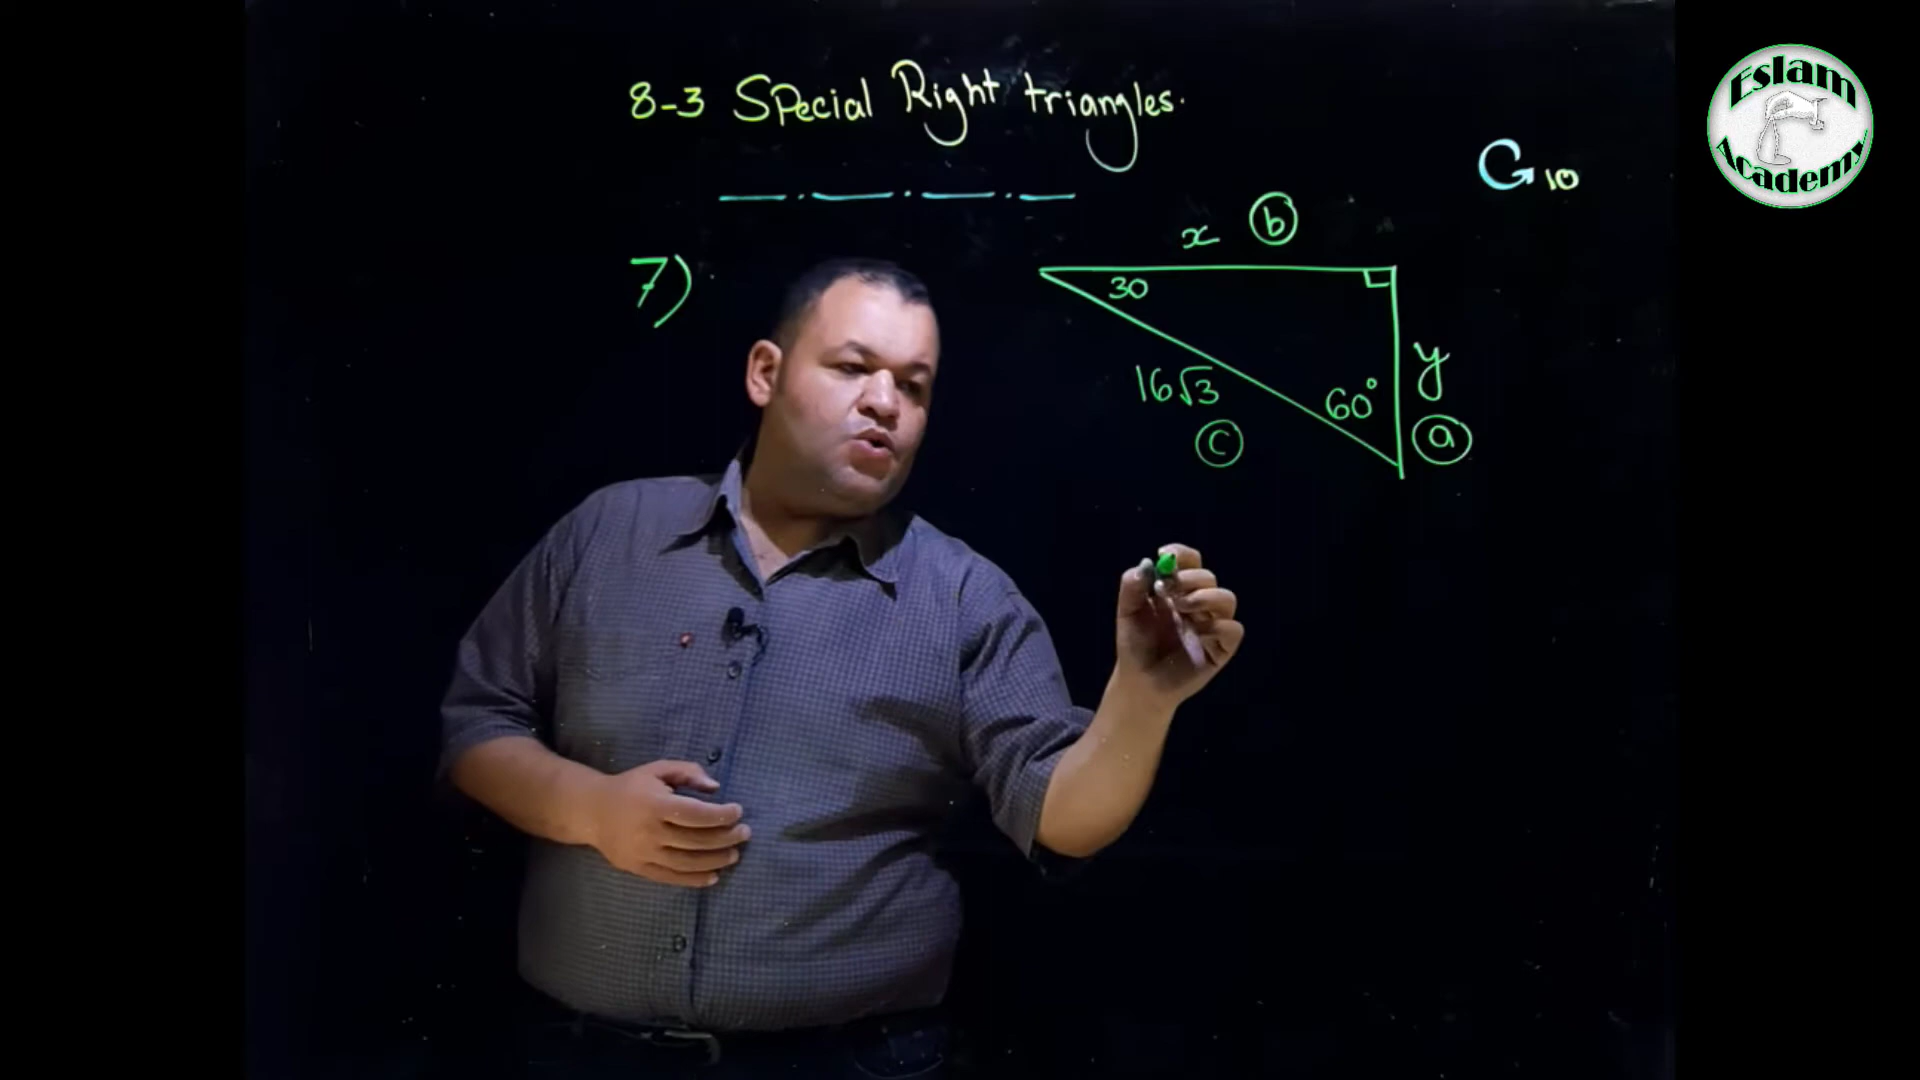 8-3 Special Right triangles.
G10
7)
x b
30
16√3
60°
y
c
a
Eslam
Academy